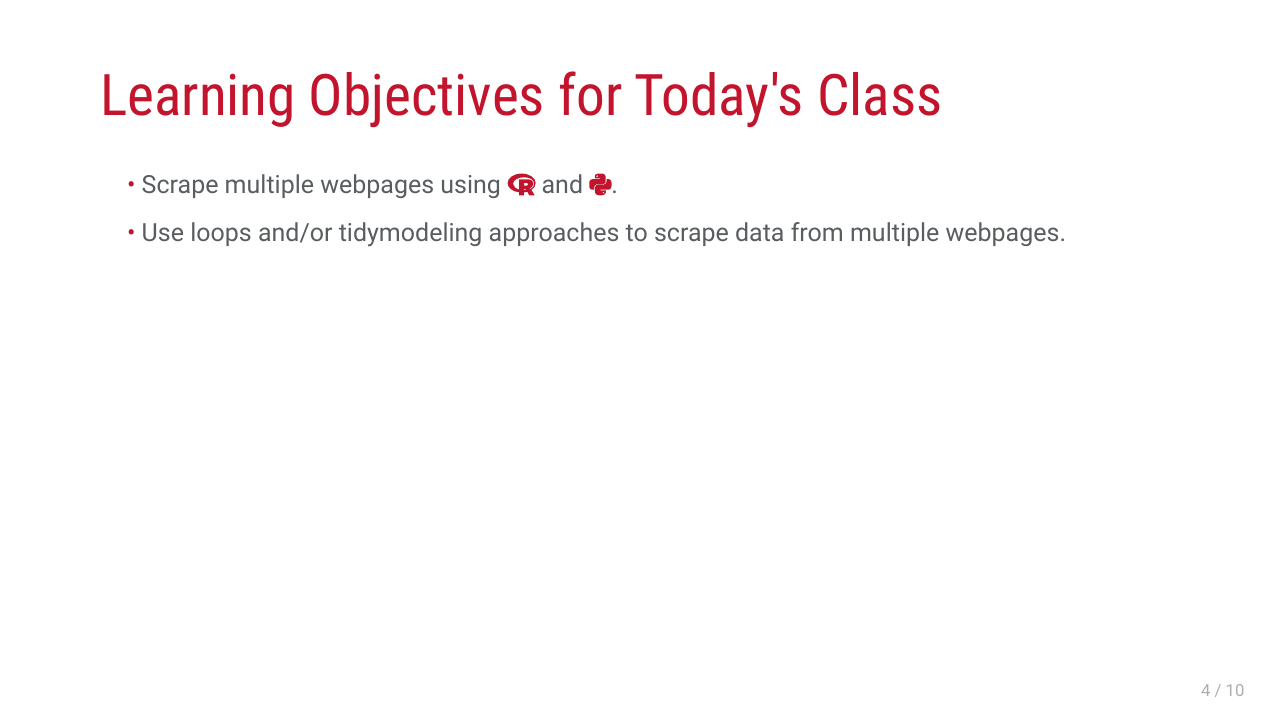 Learning Objectives for Today's Class
• Scrape multiple webpages using R and .
• Use loops and/or tidymodeling approaches to scrape data from multiple webpages.
4 / 10